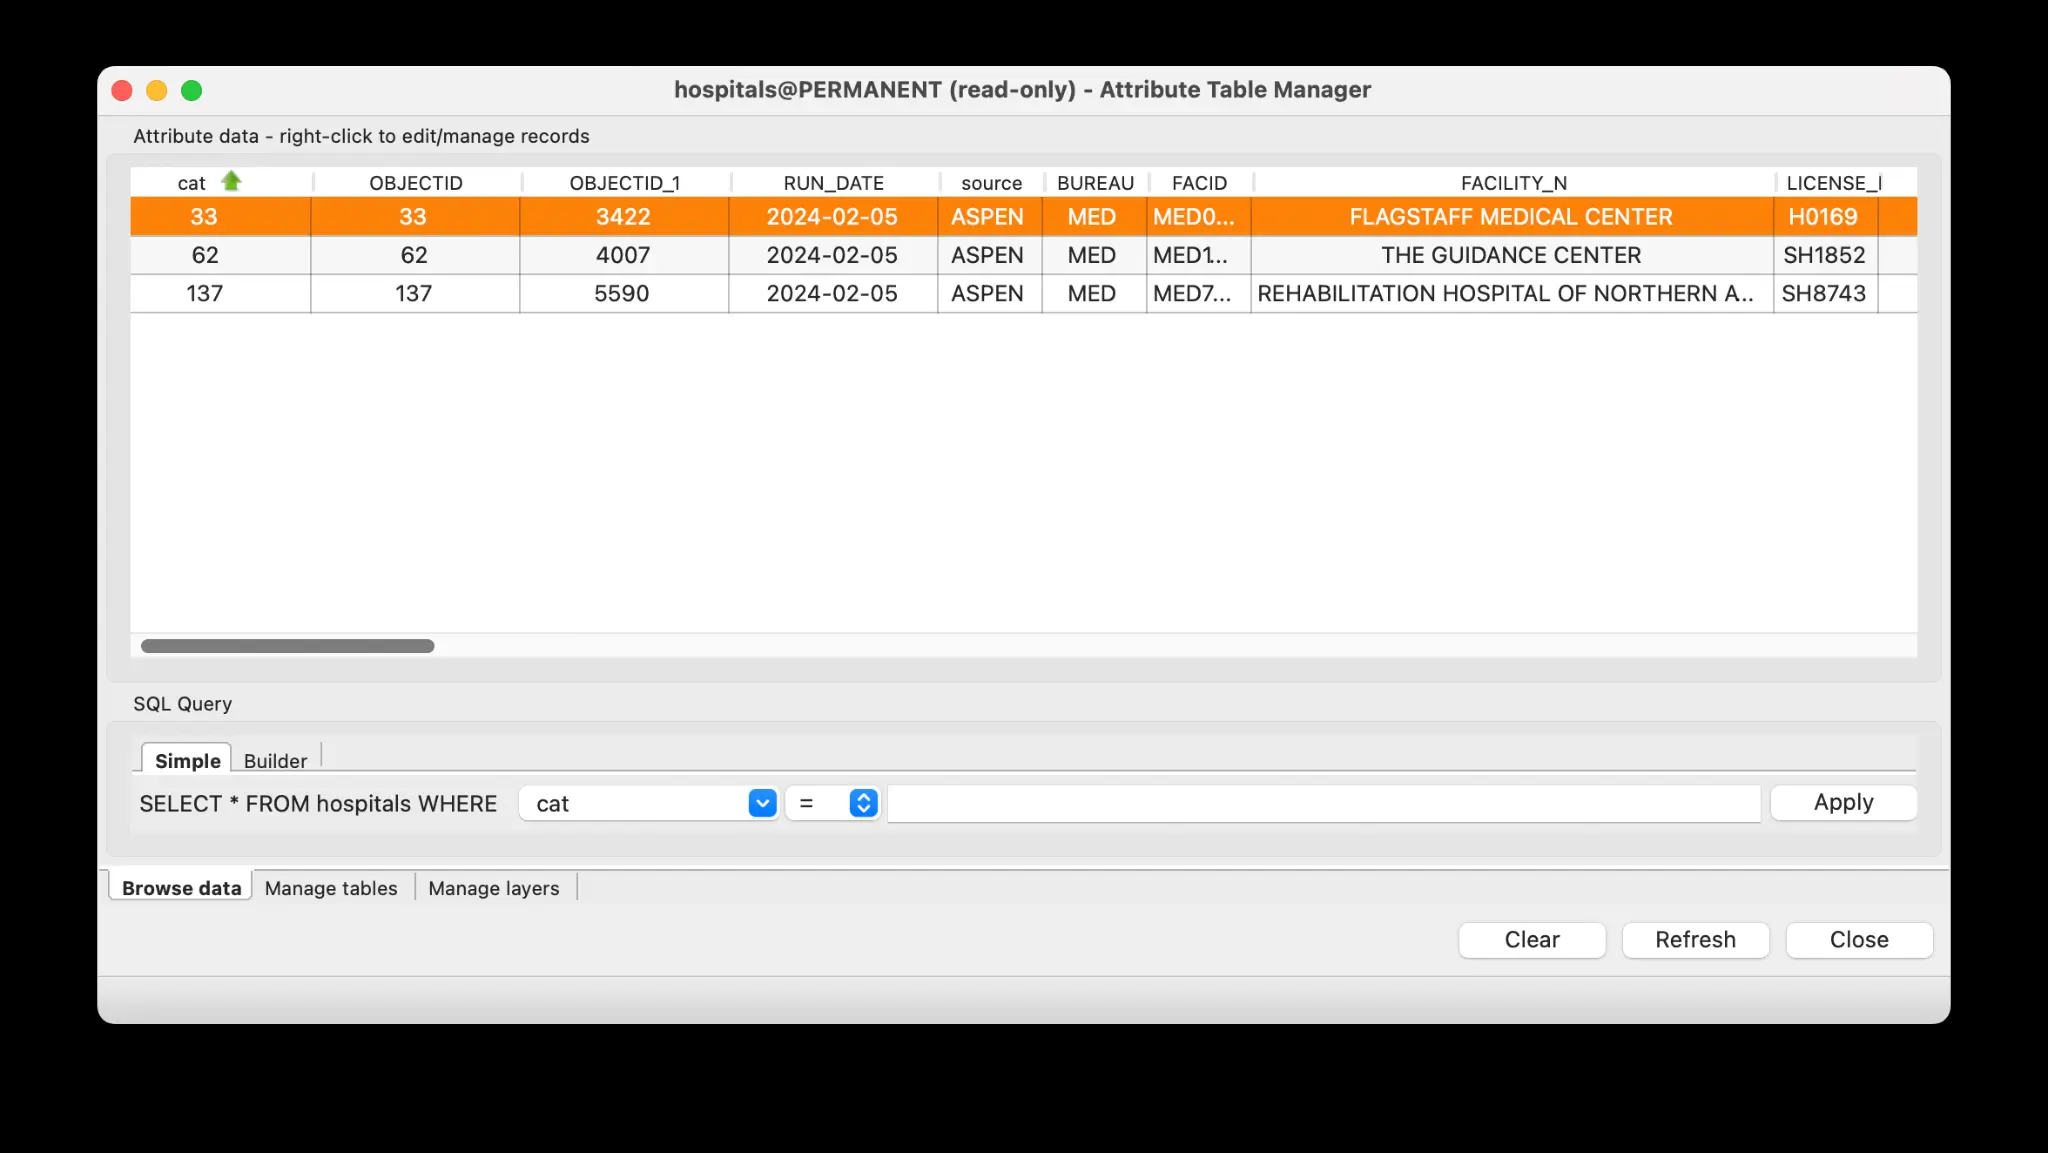 hospitals@PERMANENT (read-only) - Attribute Table Manager
Attribute data - right-click to edit/manage records
cat OBJECTID OBJECTID_1 RUN_DATE source BUREAU FACID FACILITY_N LICENSE_
33 33 3422 2024-02-05 ASPEN MED MED0... FLAGSTAFF MEDICAL CENTER H0169
62 62 4007 2024-02-05 ASPEN MED MED1... THE GUIDANCE CENTER SH1852
137 137 5590 2024-02-05 ASPEN MED MED7... REHABILITATION HOSPITAL OF NORTHERN A.. SH8743
SQL Query
Simple Builder
SELECT * FROM hospitals WHERE cat = Apply
Browse data Manage tables Manage layers
Clear Refresh Close